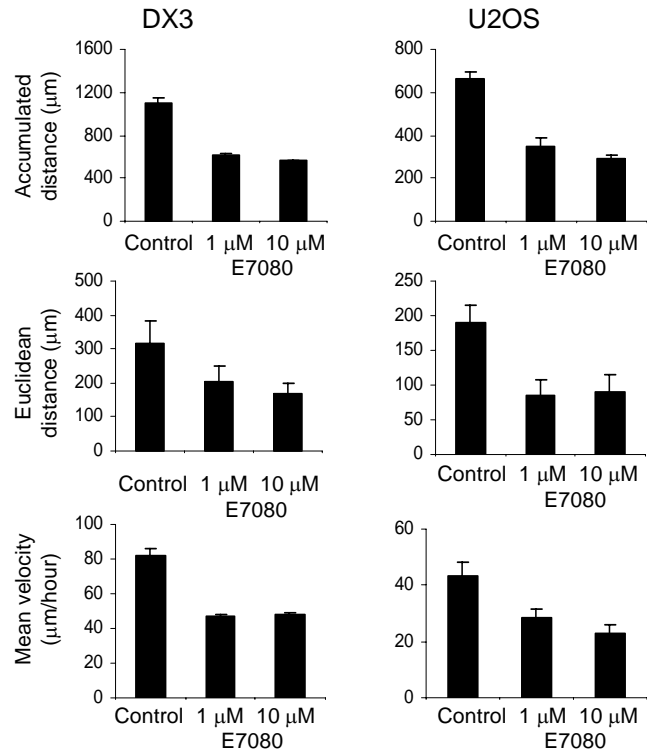 DX3
U2OS
Accumulated
distance (μm)
1600
1200
800
400
0
Control 1 μM 10 μM
E7080
800
600
400
200
0
Control 1 μM 10 μM
E7080
Euclidean
distance (μm)
500
400
300
200
100
0
Control 1 μM 10 μM
E7080
250
200
150
100
50
0
Control 1 μM 10 μM
E7080
Mean velocity
(μm/hour)
100
80
60
40
20
0
Control 1 μM 10 μM
E7080
60
40
20
0
Control 1 μM 10 μM
E7080